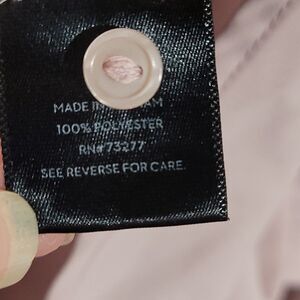 MADE IN
100% POLYESTER
RN# 73277
SEE REVERSE FOR CARE.